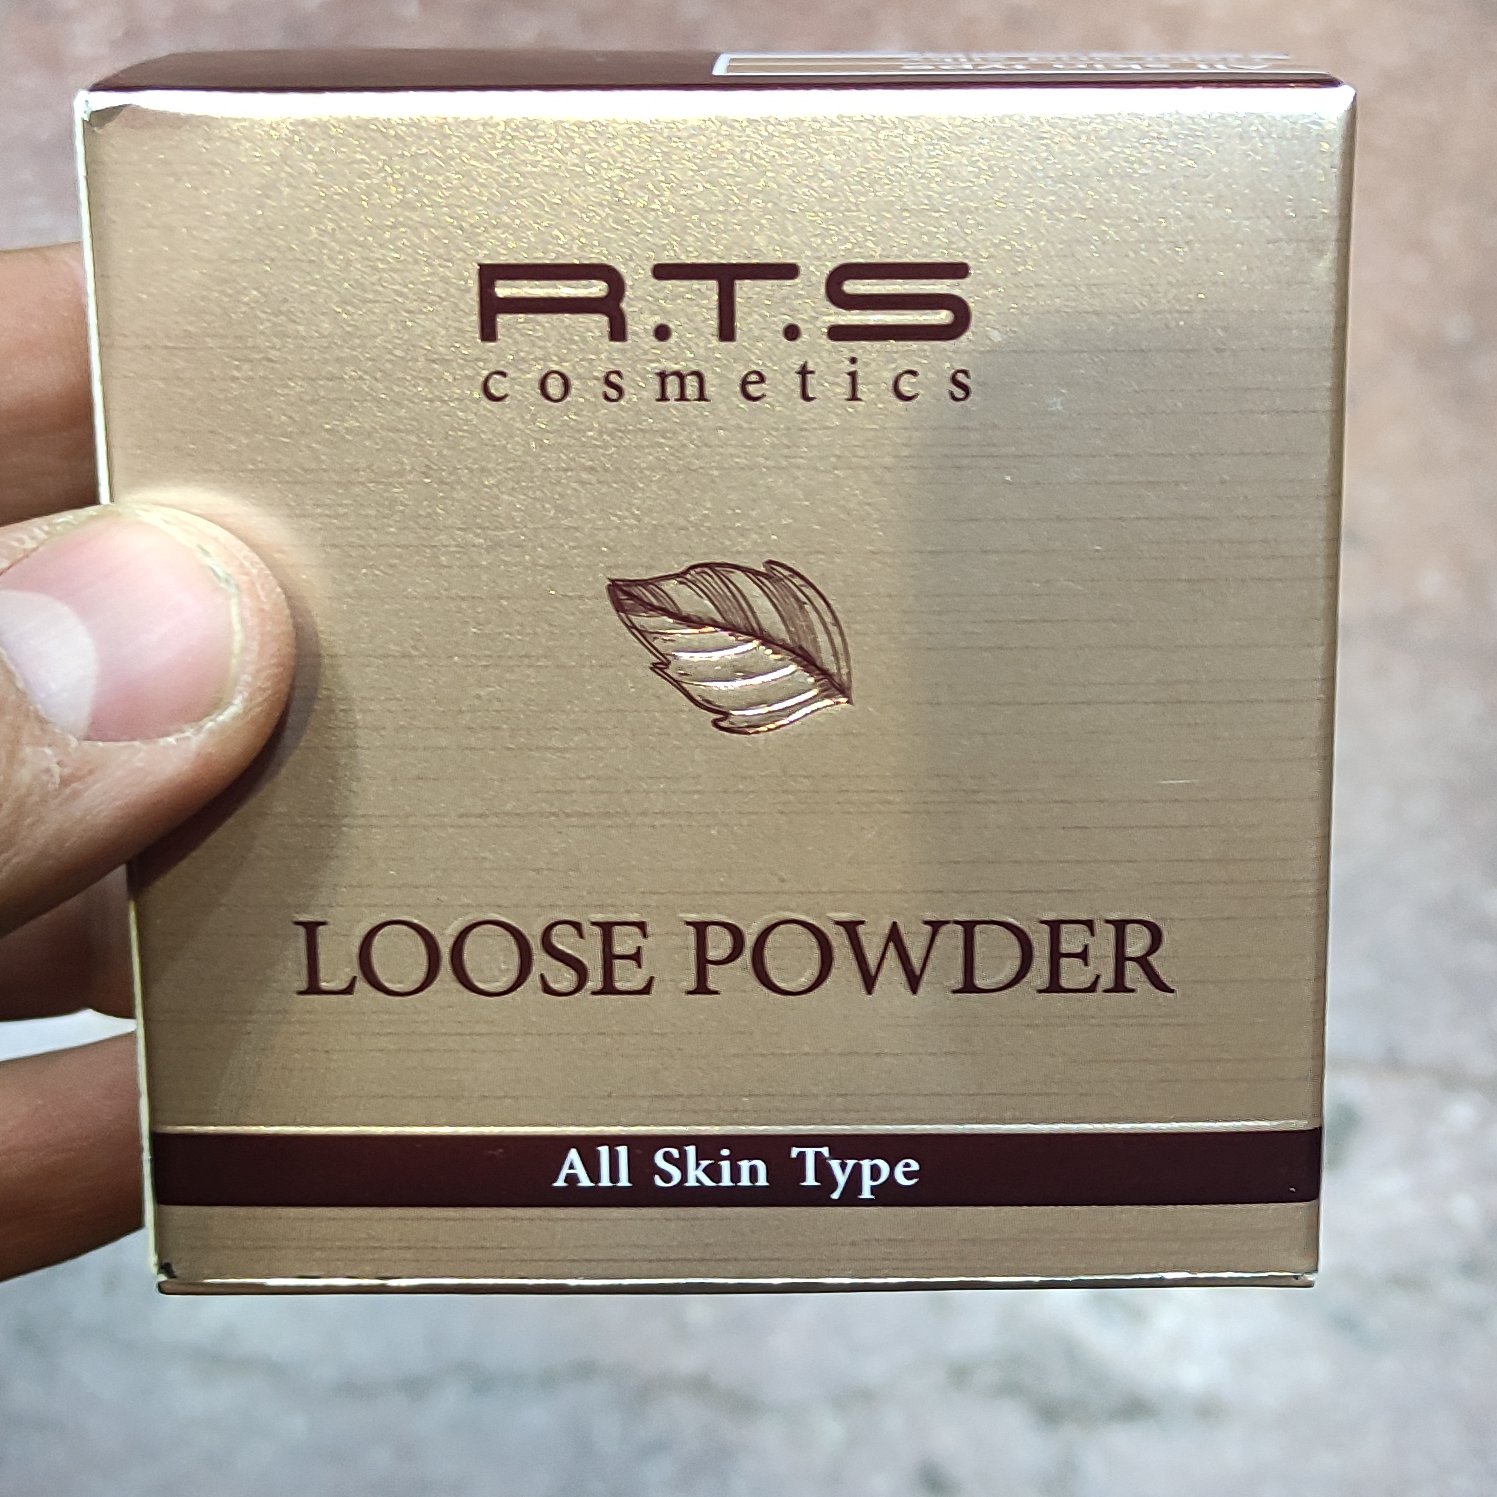 R.T.S
cosmetics
LOOSE POWDER
All Skin Type